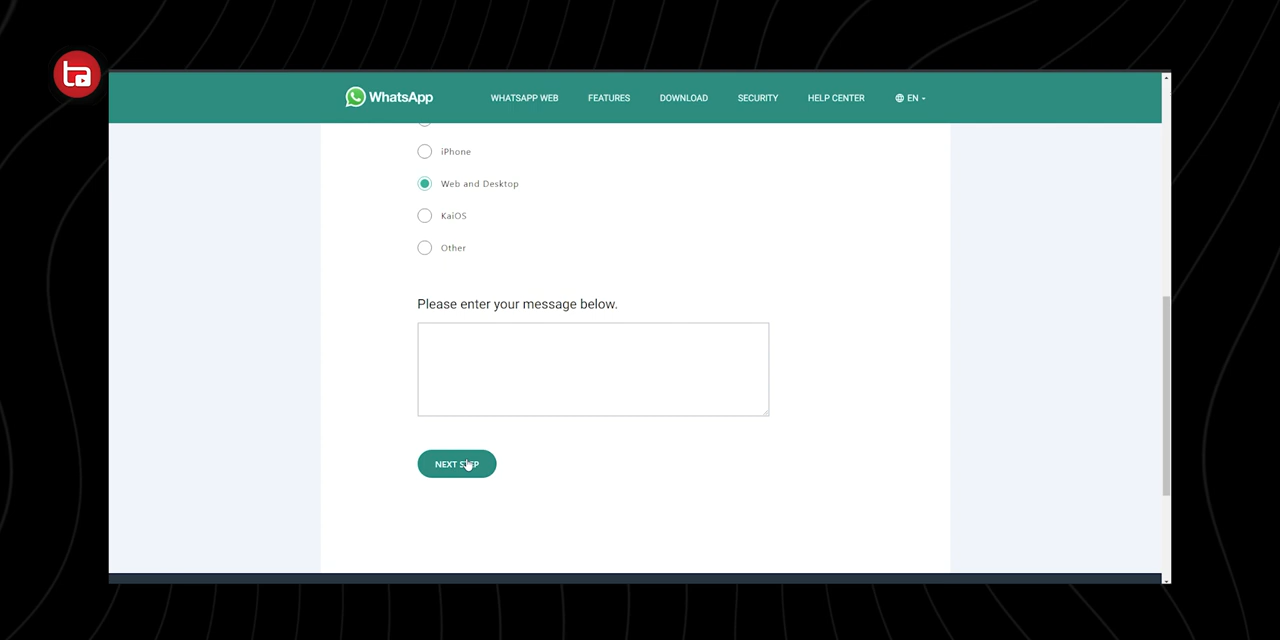 ta
WhatsApp
WHATSAPP WEB
FEATURES
DOWNLOAD
SECURITY
HELP CENTER
EN
iPhone
Web and Desktop
KaiOS
Other
Please enter your message below.
NEXT STEP